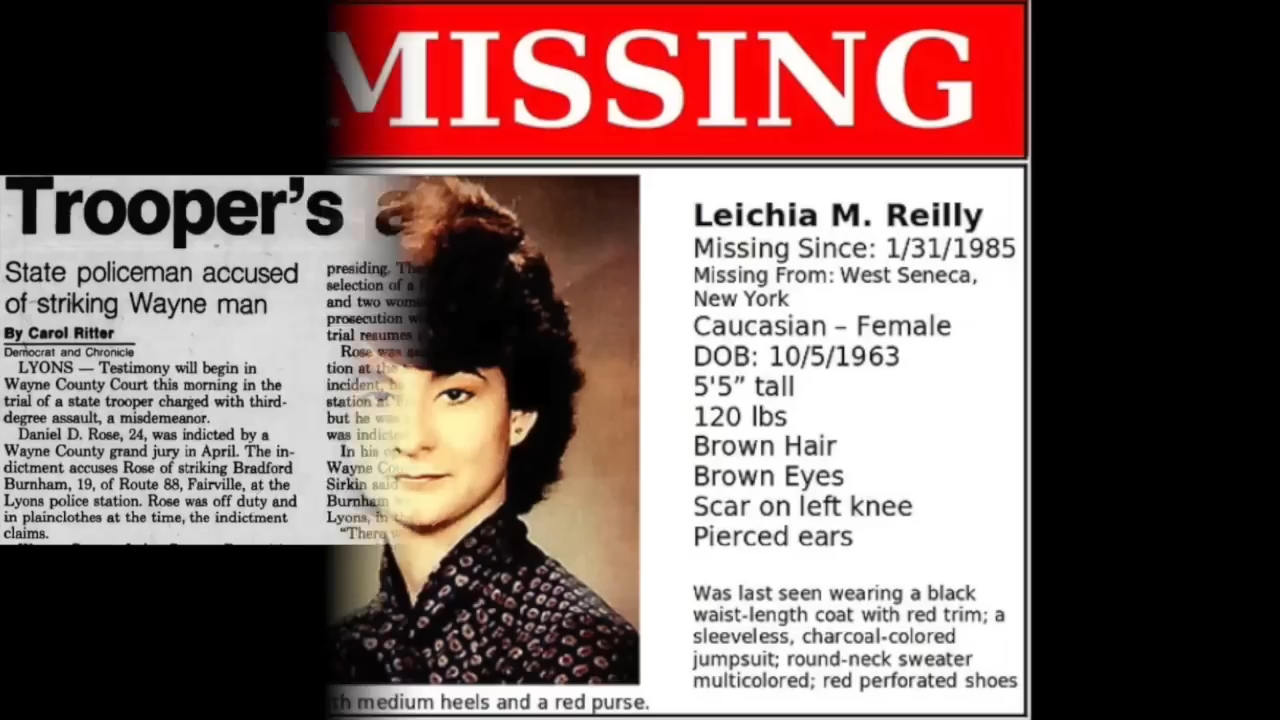 MISSING
Trooper's a
State policeman accused
of striking Wayne man
By Carol Ritter
Democrat and Chronicle
LYONS — Testimony will begin in
Wayne County Court this morning in the
trial of a state trooper charged with third-
degree assault, a misdemeanor.
Daniel D. Rose, 24, was indicted by a
Wayne County grand jury in April. The in-
dictment accuses Rose of striking Bradford
Burnham, 19, of Route 88, Fairville, at the
Lyons police station. Rose was off duty and
in plainclothes at the time, the indictment
claims.
presiding. The
selection of a
and two wom
prosecution w
trial resumes
Rose was
tion at the
incident, h
station at
but he was
was indict
In his
Wayne Cou
Sirkin said
Burnham
Lyons, in
"There w
Leichia M. Reilly
Missing Since: 1/31/1985
Missing From: West Seneca,
New York
Caucasian – Female
DOB: 10/5/1963
5'5" tall
120 lbs
Brown Hair
Brown Eyes
Scar on left knee
Pierced ears
Was last seen wearing a black
waist-length coat with red trim; a
sleeveless, charcoal-colored
jumpsuit; round-neck sweater
multicolored; red perforated shoes
th medium heels and a red purse.